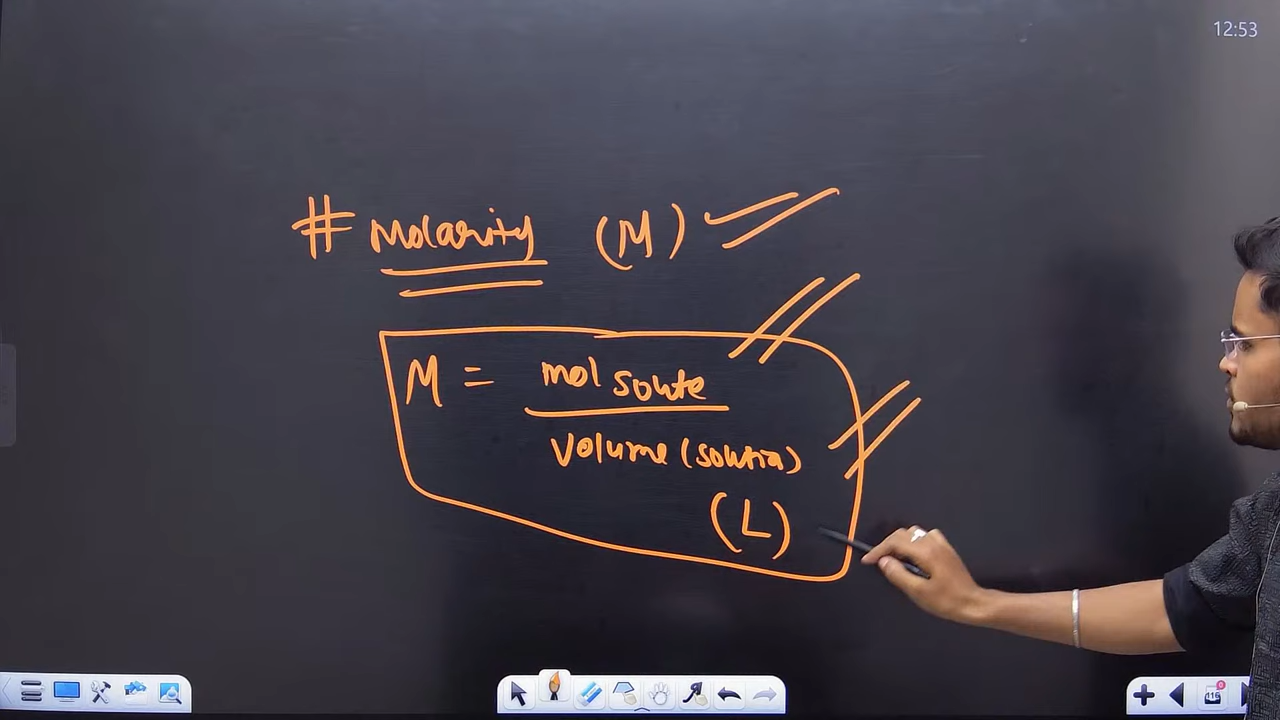 12:53
# Molarity (M)
M = mol solute
Volume (solution)
(L)